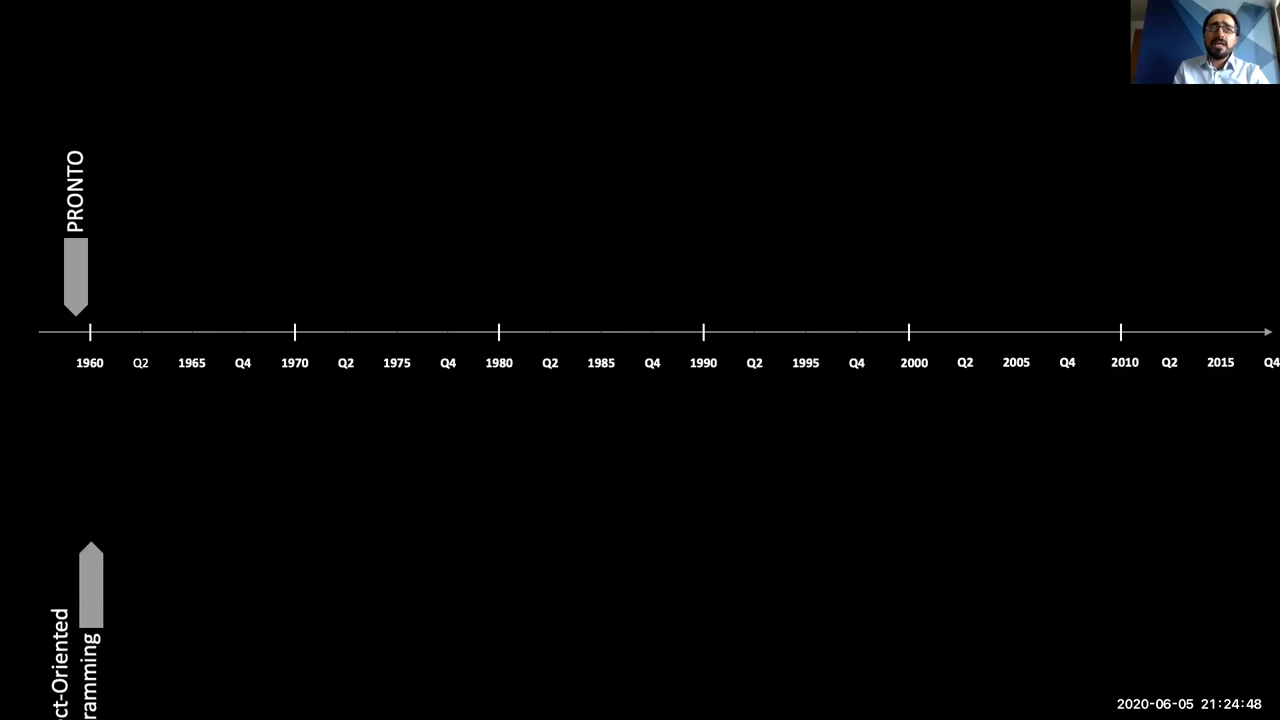 PRONTO
1960 Q2 1965 Q4 1970 Q2 1975 Q4 1980 Q2 1985 Q4 1990 Q2 1995 Q4 2000 Q2 2005 Q4 2010 Q2 2015 Q4
ct-Oriented
ramming
2020-06-05 21:24:48